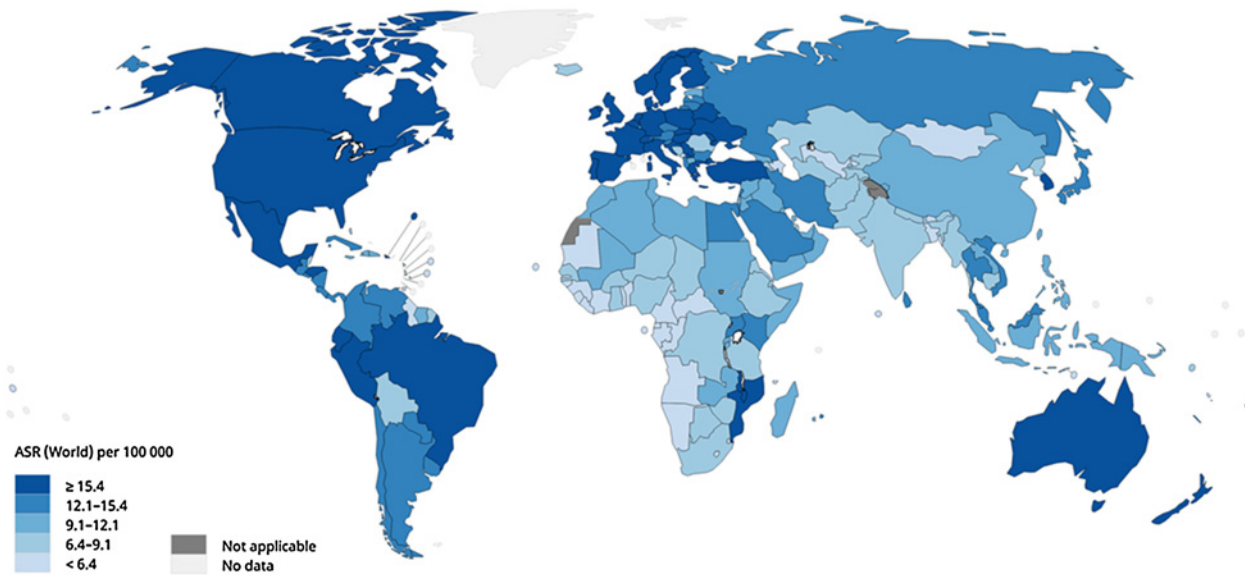 ASR (World) per 100 000
≥ 15.4
12.1–15.4
9.1–12.1
6.4–9.1
< 6.4
Not applicable
No data